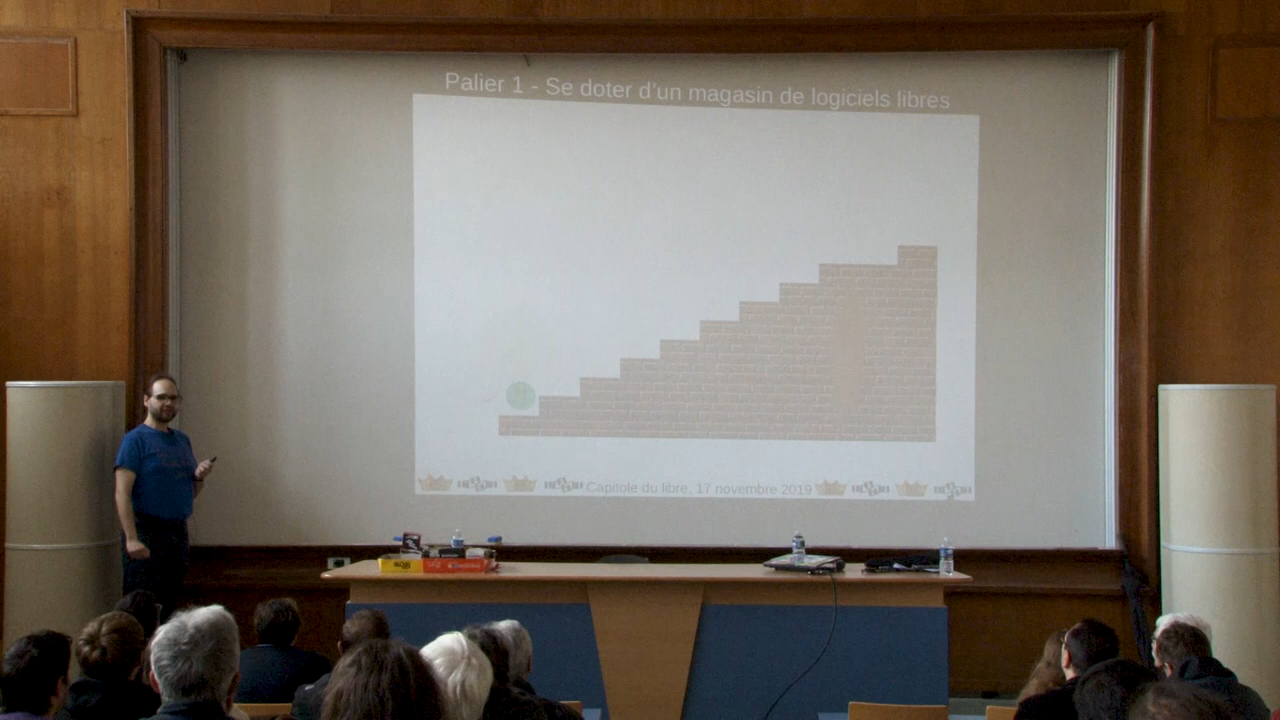 Palier 1 - Se doter d'un magasin de logiciels libres
Capitole du libre, 17 novembre 2019